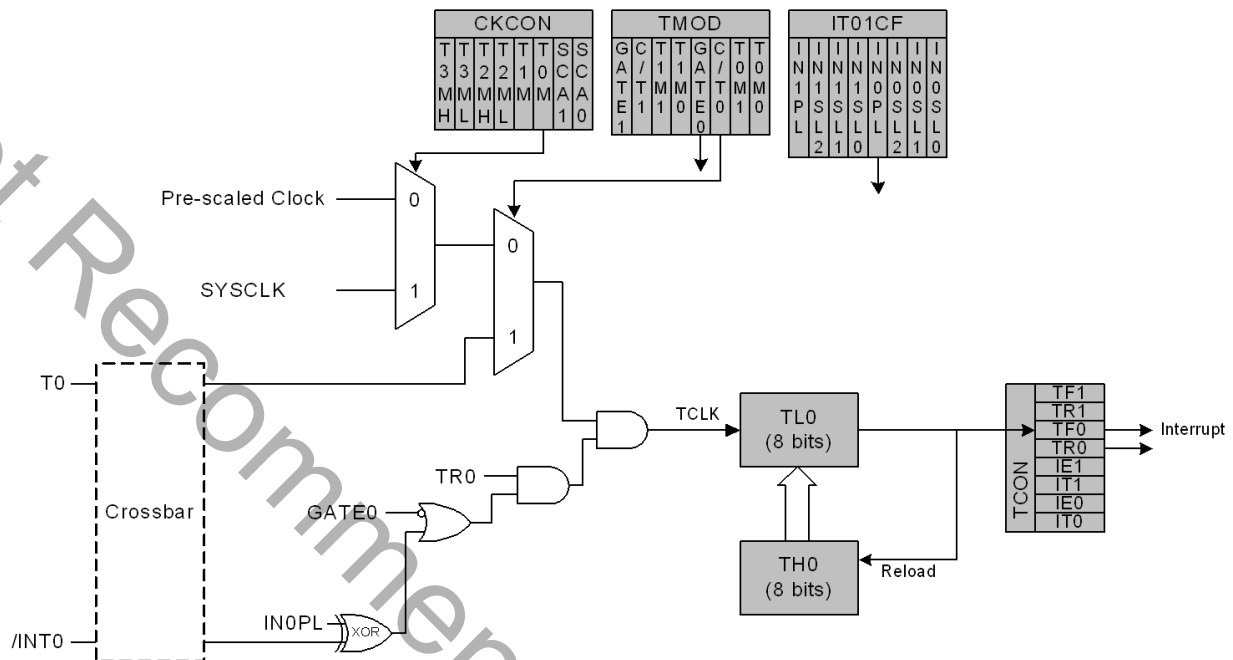 CKCON
T3MH T3ML T2MH T2ML T1M T0M SCA1 SCA0
TMOD
GATE1 C/T1 T1M1 T1M0 GATE0 C/T0 T0M1 T0M0
IT01CF
IN1PL IN1SL2 IN1SL1 IN1SL0 IN0PL IN0SL2 IN0SL1 IN0SL0
Pre-scaled Clock
0
SYSCLK
1
0
1
T0
Crossbar
/INT0
TR0
GATE0
IN0PL
XOR
TCLK
TL0
(8 bits)
TH0
(8 bits)
Reload
TCON
TF1
TR1
TF0
TR0
IE1
IT1
IE0
IT0
Interrupt
t Recommen